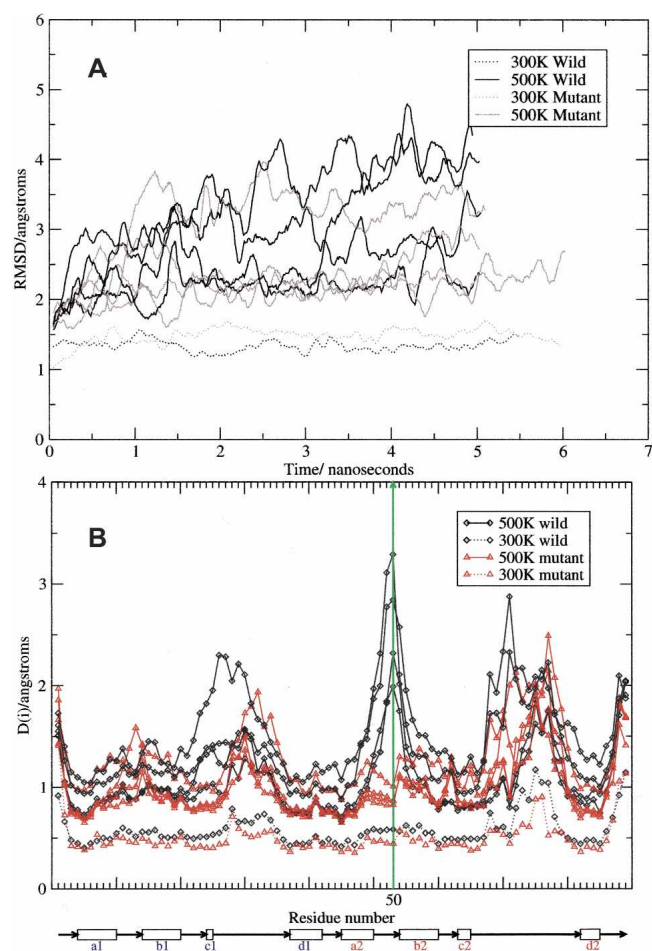 A
300K Wild
500K Wild
300K Mutant
500K Mutant
RMSD/angstroms
6
5
4
3
2
1
0
0 1 2 3 4 5 6 7
Time/ nanoseconds
B
500K wild
300K wild
500K mutant
300K mutant
D(i)/angstroms
4
3
2
1
0
50
Residue number
a1 b1 c1 d1 a2 b2 c2 d2